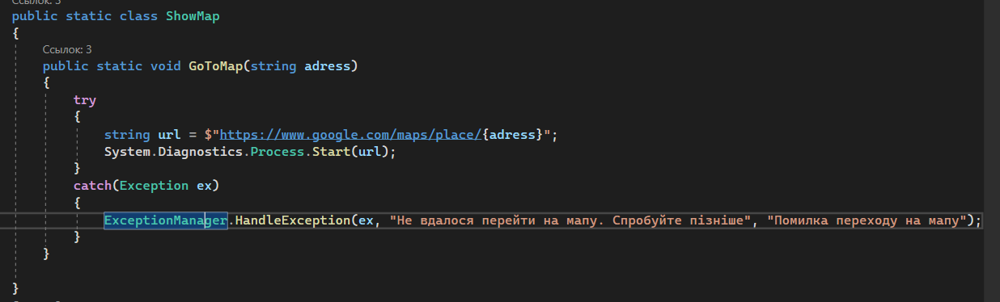 Ссылок: 3
public static class ShowMap
{
Ссылок: 3
public static void GoToMap(string adress)
{
try
{
string url = $"https://www.google.com/maps/place/{adress}";
System.Diagnostics.Process.Start(url);
}
catch(Exception ex)
{
ExceptionManager.HandleException(ex, "Не вдалося перейти на мапу. Спробуйте пізніше", "Помилка переходу на мапу");
}
}
}